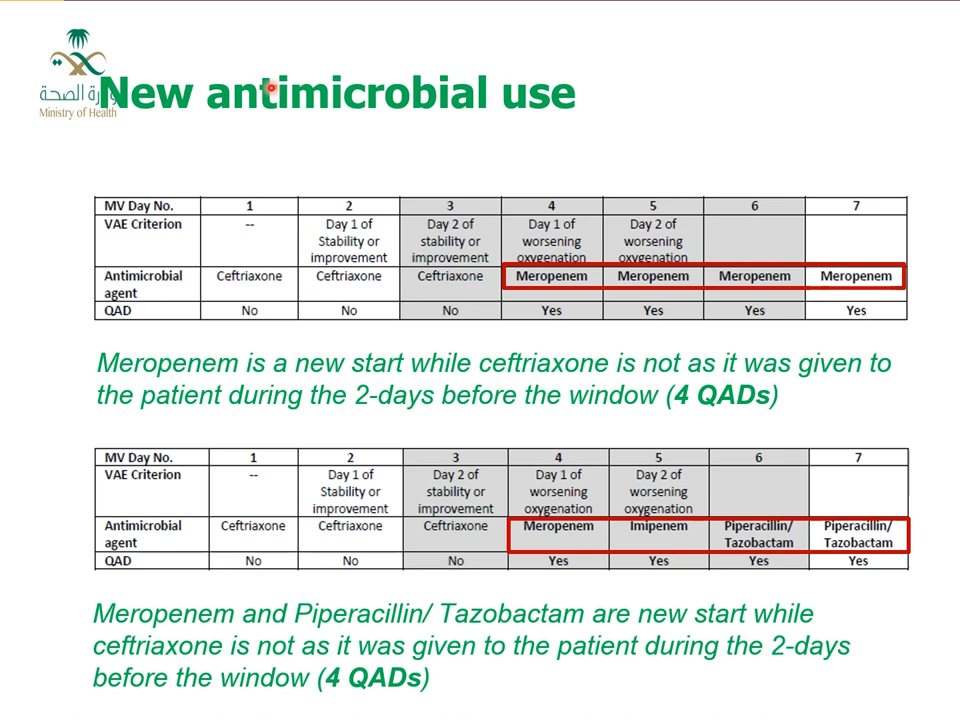 وزارة الصحة
Ministry of Health
New antimicrobial use
MV Day No. 1 2 3 4 5 6 7
VAE Criterion -- Day 1 of Day 2 of Day 1 of Day 2 of
Stability or stability or worsening worsening
improvement improvement oxygenation oxygenation
Antimicrobial Ceftriaxone Ceftriaxone Ceftriaxone Meropenem Meropenem Meropenem Meropenem
agent
QAD No No No Yes Yes Yes Yes
Meropenem is a new start while ceftriaxone is not as it was given to
the patient during the 2-days before the window (4 QADs)
MV Day No. 1 2 3 4 5 6 7
VAE Criterion -- Day 1 of Day 2 of Day 1 of Day 2 of
Stability or stability or worsening worsening
improvement improvement oxygenation oxygenation
Antimicrobial Ceftriaxone Ceftriaxone Ceftriaxone Meropenem Imipenem Piperacillin/ Piperacillin/
agent Tazobactam Tazobactam
QAD No No No Yes Yes Yes Yes
Meropenem and Piperacillin/ Tazobactam are new start while
ceftriaxone is not as it was given to the patient during the 2-days
before the window (4 QADs)